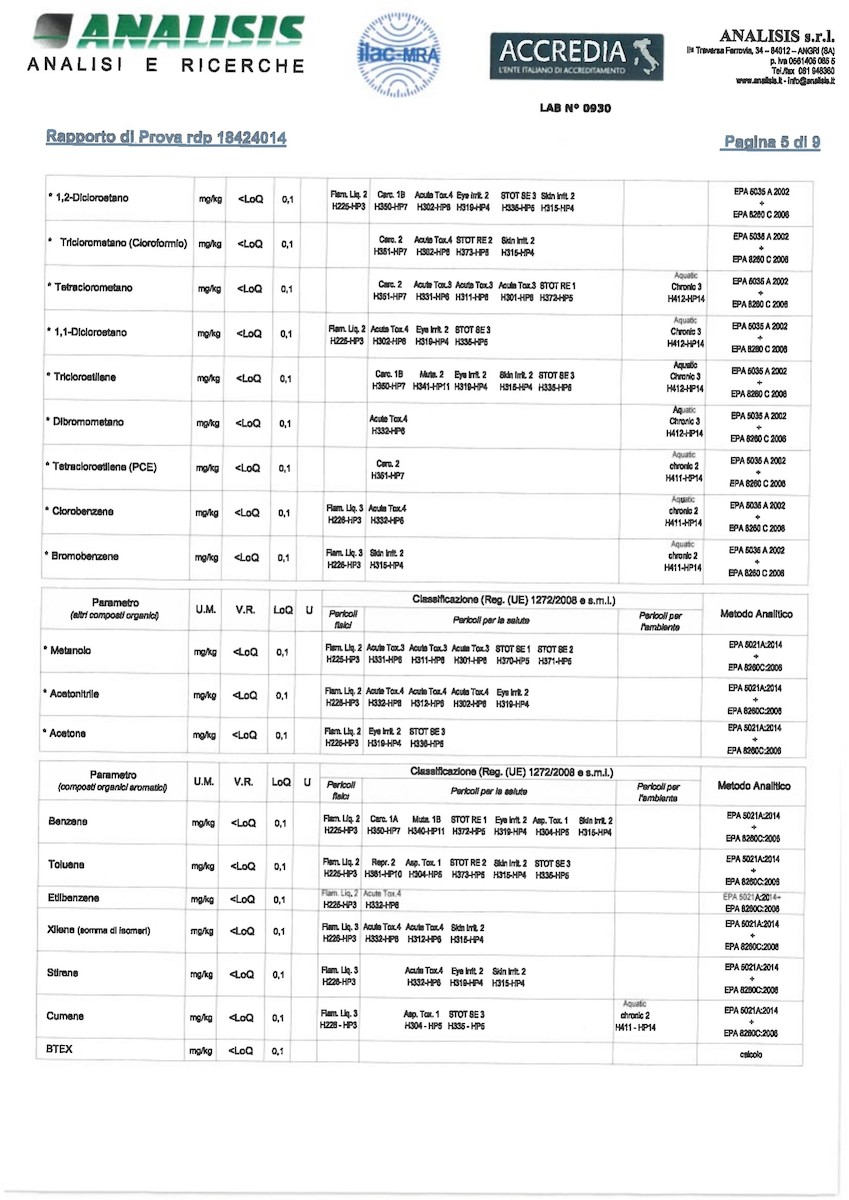 ANALISIS
ANALISI E RICERCHE
ilac-MRA
ACCREDIA
L'ENTE ITALIANO DI ACCREDITAMENTO
LAB N° 0930
ANALISIS s.r.l.
IIª Traversa Ferrovia, 34 – 84012 – ANGRI (SA)
p. iva 0561405 065 5
Tel./fax 081 948360
www.analisis.it - info@analisis.it
Rapporto di Prova rdp 18424014
Pagina 5 di 9
* 1,2-Dicloroetano mg/kg <LoQ 0,1 Flam. Liq. 2 Carc. 1B Acute Tox.4 Eye Irrit. 2 STOT SE 3 Skin Irrit. 2 EPA 5035 A 2002
H225-HP3 H350-HP7 H302-HP6 H319-HP4 H335-HP5 H315-HP4 ÷
EPA 8260 C 2006
* Triclorometano (Cloroformio) mg/kg <LoQ 0,1 Carc. 2 Acute Tox.4 STOT RE 2 Skin Irrit. 2 EPA 5035 A 2002
H351-HP7 H302-HP6 H373-HP5 H315-HP4 ÷
EPA 8260 C 2006
* Tetraclorometano mg/kg <LoQ 0,1 Carc. 2 Acute Tox.3 Acute Tox.3 Acute Tox.3 STOT RE 1 Aquatic Chronic 3 EPA 5035 A 2002
H351-HP7 H331-HP6 H311-HP6 H301-HP6 H372-HP5 H412-HP14 ÷
EPA 8260 C 2006
* 1,1-Dicloroetano mg/kg <LoQ 0,1 Flam. Liq. 2 Acute Tox.4 Eye Irrit. 2 STOT SE 3 Aquatic Chronic 3 EPA 5035 A 2002
H225-HP3 H302-HP6 H319-HP4 H335-HP5 H412-HP14 ÷
EPA 8260 C 2006
* Tricloroetilene mg/kg <LoQ 0,1 Carc. 1B Muta. 2 Eye Irrit. 2 Skin Irrit. 2 STOT SE 3 Aquatic Chronic 3 EPA 5035 A 2002
H350-HP7 H341-HP11 H319-HP4 H315-HP4 H335-HP5 H412-HP14 ÷
EPA 8260 C 2006
* Dibromometano mg/kg <LoQ 0,1 Acute Tox.4 Aquatic Chronic 3 EPA 5035 A 2002
H332-HP6 H412-HP14 ÷
EPA 8260 C 2006
* Tetracloroetilene (PCE) mg/kg <LoQ 0,1 Carc. 2 Aquatic chronic 2 EPA 5035 A 2002
H351-HP7 H411-HP14 ÷
EPA 8260 C 2006
* Clorobenzene mg/kg <LoQ 0,1 Flam. Liq. 3 Acute Tox.4 Aquatic chronic 2 EPA 5035 A 2002
H226-HP3 H332-HP6 H411-HP14 ÷
EPA 8260 C 2006
* Bromobenzene mg/kg <LoQ 0,1 Flam. Liq. 3 Skin Irrit. 2 Aquatic chronic 2 EPA 5035 A 2002
H226-HP3 H315-HP4 H411-HP14 ÷
EPA 8260 C 2006
Parametro U.M. V.R. LoQ U Classificazione (Reg. (UE) 1272/2008 e s.m.i.) Metodo Analitico
(altri composti organici) Pericoli fisici Pericoli per la salute Pericoli per l'ambiente
* Metanolo mg/kg <LoQ 0,1 Flam. Liq. 2 Acute Tox.3 Acute Tox.3 Acute Tox.3 STOT SE 1 STOT SE 2 EPA 5021A:2014
H225-HP3 H331-HP6 H311-HP6 H301-HP6 H370-HP5 H371-HP5 ÷
EPA 8260C:2006
* Acetonitrile mg/kg <LoQ 0,1 Flam. Liq. 2 Acute Tox.4 Acute Tox.4 Acute Tox.4 Eye Irrit. 2 EPA 5021A:2014
H225-HP3 H332-HP6 H312-HP6 H302-HP6 H319-HP4 ÷
EPA 8260C:2006
* Acetone mg/kg <LoQ 0,1 Flam. Liq. 2 Eye Irrit. 2 STOT SE 3 EPA 5021A:2014
H225-HP3 H319-HP4 H336-HP5 ÷
EPA 8260C:2006
Parametro U.M. V.R. LoQ U Classificazione (Reg. (UE) 1272/2008 e s.m.i.) Metodo Analitico
(composti organici aromatici) Pericoli fisici Pericoli per la salute Pericoli per l'ambiente
Benzene mg/kg <LoQ 0,1 Flam. Liq. 2 Carc. 1A Muta. 1B STOT RE 1 Eye Irrit. 2 Asp. Tox. 1 Skin Irrit. 2 EPA 5021A:2014
H225-HP3 H350-HP7 H340-HP11 H372-HP5 H319-HP4 H304-HP5 H315-HP4 ÷
EPA 8260C:2006
Toluene mg/kg <LoQ 0,1 Flam. Liq. 2 Repr. 2 Asp. Tox. 1 STOT RE 2 Skin Irrit. 2 STOT SE 3 EPA 5021A:2014
H225-HP3 H361-HP10 H304-HP5 H373-HP5 H315-HP4 H336-HP5 ÷
EPA 8260C:2006
Etilbenzene mg/kg <LoQ 0,1 Flam. Liq. 2 Acute Tox.4 EPA 5021A:2014÷
H225-HP3 H332-HP6 EPA 8260C:2006
Xilene (somma di isomeri) mg/kg <LoQ 0,1 Flam. Liq. 3 Acute Tox.4 Acute Tox.4 Skin Irrit. 2 EPA 5021A:2014
H226-HP3 H332-HP6 H312-HP6 H315-HP4 ÷
EPA 8260C:2006
Stirene mg/kg <LoQ 0,1 Flam. Liq. 3 Acute Tox.4 Eye Irrit. 2 Skin Irrit. 2 EPA 5021A:2014
H226-HP3 H332-HP6 H319-HP4 H315-HP4 ÷
EPA 8260C:2006
Cumene mg/kg <LoQ 0,1 Flam. Liq. 3 Asp. Tox. 1 STOT SE 3 Aquatic chronic 2 EPA 5021A:2014
H226 - HP3 H304 - HP5 H335 - HP5 H411 - HP14 ÷
EPA 8260C:2006
BTEX mg/kg <LoQ 0,1 calcolo